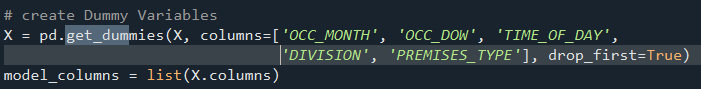 # create Dummy Variables
X = pd.get_dummies(X, columns=['OCC_MONTH', 'OCC_DOW', 'TIME_OF_DAY',
'DIVISION', 'PREMISES_TYPE'], drop_first=True)
model_columns = list(X.columns)